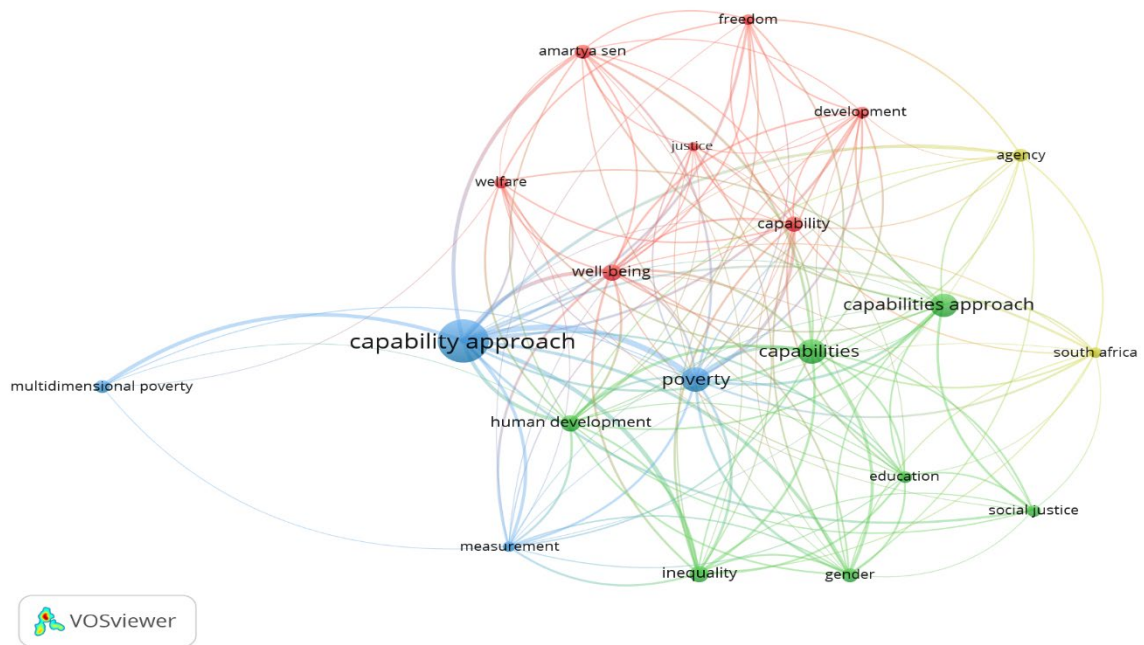 freedom
amartya sen
development
justice
agency
welfare
capability
well-being
capabilities approach
capability approach
capabilities
south africa
poverty
multidimensional poverty
human development
education
social justice
measurement
inequality
gender
VOSviewer